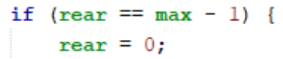 if (rear == max - 1) {
rear = 0;